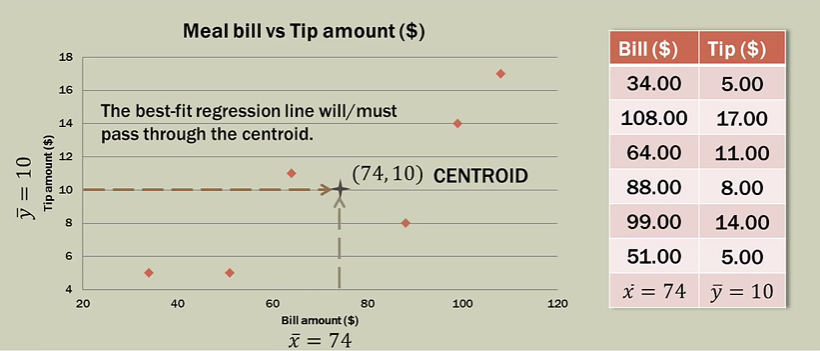 Meal bill vs Tip amount ($)
18
16
14
12
10
8
6
4
Tip amount ($)
y̅ = 10
The best-fit regression line will/must
pass through the centroid.
(74, 10) CENTROID
20 40 60 80 100 120
Bill amount ($)
x̅ = 74
Bill ($) Tip ($)
34.00 5.00
108.00 17.00
64.00 11.00
88.00 8.00
99.00 14.00
51.00 5.00
ẋ = 74 y̅ = 10